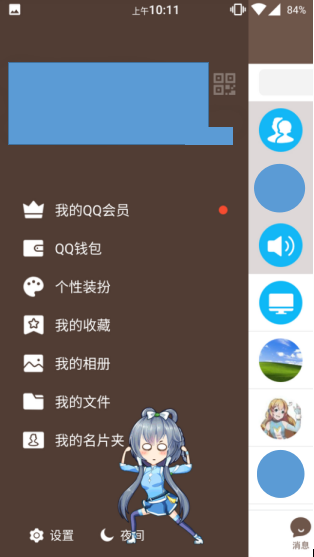 上午10:11
84%
我的QQ会员
QQ钱包
个性装扮
我的收藏
我的相册
我的文件
我的名片夹
设置
夜间
消息